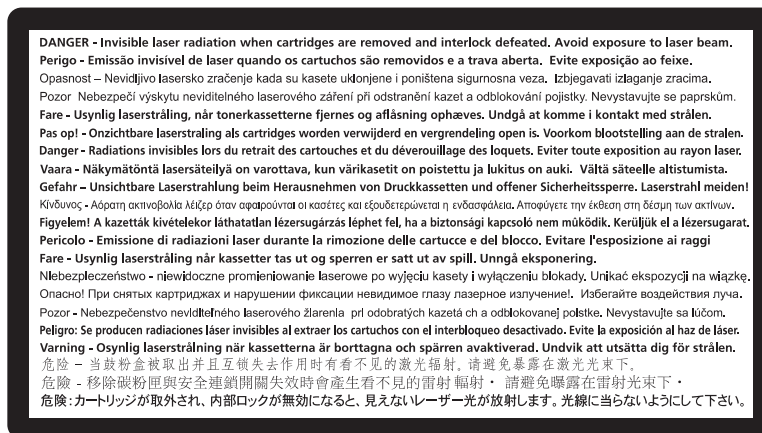 DANGER - Invisible laser radiation when cartridges are removed and interlock defeated. Avoid exposure to laser beam.
Perigo - Emissão invisível de laser quando os cartuchos são removidos e a trava aberta. Evite exposição ao feixe.
Opasnost – Nevidljivo lasersko zračenje kada su kasete uklonjene i poništena sigurnosna veza. Izbjegavati izlaganje zracima.
Pozor Nebezpečí výskytu neviditelného laserového záření při odstranění kazet a odblokování pojistky. Nevystavujte se paprskům.
Fare - Usynlig laserstråling, når tonerkassetterne fjernes og aflåsning ophæves. Undgå at komme i kontakt med strålen.
Pas op! - Onzichtbare laserstraling als cartridges worden verwijderd en vergrendeling open is. Voorkom blootstelling aan de stralen.
Danger - Radiations invisibles lors du retrait des cartouches et du déverouillage des loquets. Eviter toute exposition au rayon laser.
Vaara - Näkymätöntä lasersäteilyä on varottava, kun värikasetit on poistettu ja lukitus on auki. Vältä säteelle altistumista.
Gefahr – Unsichtbare Laserstrahlung beim Herausnehmen von Druckkassetten und offener Sicherheitssperre. Laserstrahl meiden!
Κίνδυνος - Αόρατη ακτινοβολία λέιζερ όταν αφαιρούνται οι κασέτες και εξουδετερώνεται η ενδασφάλεια. Αποφύγετε την έκθεση στη δέσμη των ακτίνων.
Figyelem! A kazetták kivételekor láthatatlan lézersugárzás léphet fel, ha a biztonsági kapcsoló nem működik. Kerüljük el a lézersugarat.
Pericolo - Emissione di radiazioni laser durante la rimozione delle cartucce e del blocco. Evitare l'esposizione ai raggi
Fare - Usynlig laserstråling når kassetter tas ut og sperren er satt ut av spill. Unngå eksponering.
Niebezpieczeństwo - niewidoczne promieniowanie laserowe po wyjęciu kasety i wyłączeniu blokady. Unikać ekspozycji na wiązkę.
Опасно! При снятых картриджах и нарушении фиксации невидимое глазу лазерное излучение!. Избегайте воздействия луча.
Pozor - Nebezpečenstvo neviditeľného laserového žiarenia pri odobratých kazetá ch a odblokovanej poistke. Nevystavujte sa lúčom.
Peligro: Se producen radiaciones láser invisibles al extraer los cartuchos con el interbloqueo desactivado. Evite la exposición al haz de láser.
Varning - Osynlig laserstrålning när kassetterna är borttagna och spärren avaktiverad. Undvik att utsätta dig för strålen.
危险 – 当鼓粉盒被取出并且互锁失去作用时有看不见的激光辐射, 请避免暴露在激光光束下.
危險 - 移除碳粉匣與安全連鎖開關失效時會產生看不見的雷射 輻射・ 請避免曝露在雷射光束下・
危険：カートリッジが取外され、内部ロックが無効になると、見えないレーザー光が放射します。光線に当らないようにして下さい。